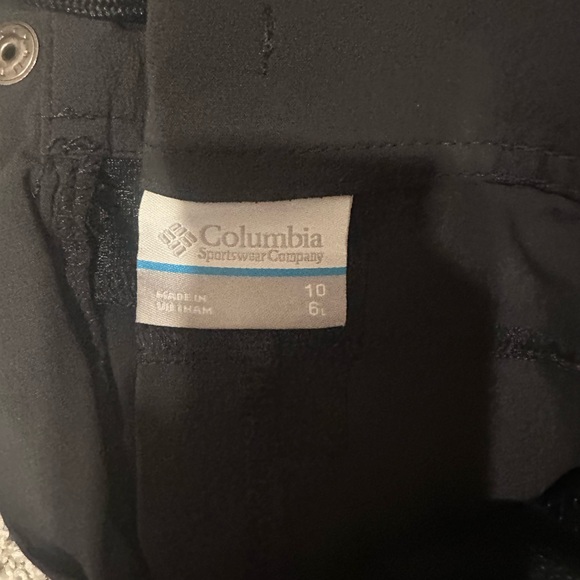 Columbia
Sportswear Company
MADE IN
VIETNAM
10
6L